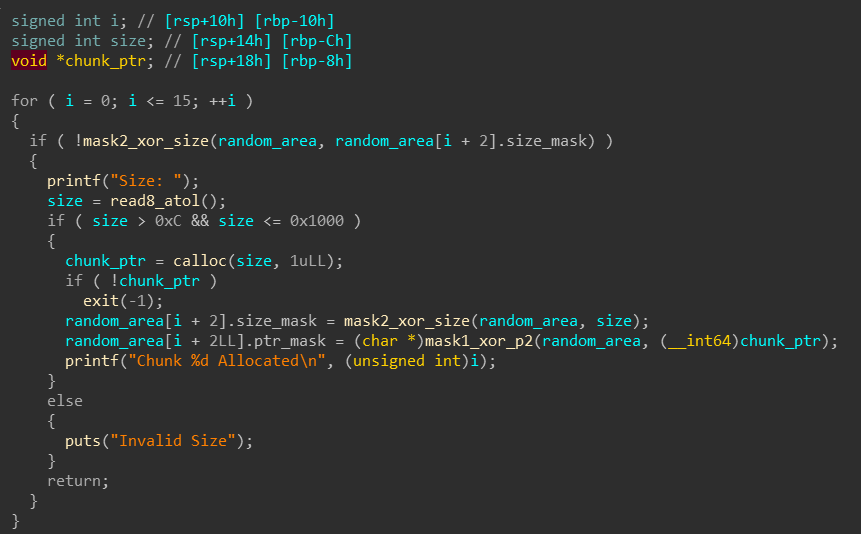 signed int i; // [rsp+10h] [rbp-10h]
signed int size; // [rsp+14h] [rbp-Ch]
void *chunk_ptr; // [rsp+18h] [rbp-8h]

for ( i = 0; i <= 15; ++i )
{
  if ( !mask2_xor_size(random_area, random_area[i + 2].size_mask) )
  {
    printf("Size: ");
    size = read8_atol();
    if ( size > 0xC && size <= 0x1000 )
    {
      chunk_ptr = calloc(size, 1uLL);
      if ( !chunk_ptr )
        exit(-1);
      random_area[i + 2].size_mask = mask2_xor_size(random_area, size);
      random_area[i + 2LL].ptr_mask = (char *)mask1_xor_p2(random_area, (__int64)chunk_ptr);
      printf("Chunk %d Allocated\n", (unsigned int)i);
    }
    else
    {
      puts("Invalid Size");
    }
    return;
  }
}